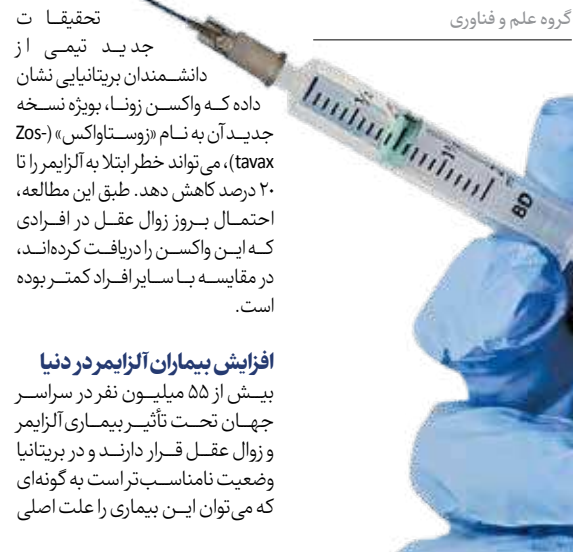 گروه علم و فناوری
تحقیقات
جدید تیمی از
دانشمندان بریتانیایی نشان
داده که واکسن زونا، بویژه نسخه
جدید آن به نام «زوستاواکس» (Zos-
tavax)، می‌تواند خطر ابتلا به آلزایمر را تا
۲۰ درصد کاهش دهد. طبق این مطالعه،
احتمال بروز زوال عقل در افرادی
که این واکسن را دریافت کرده‌اند،
در مقایسه با سایر افراد کمتر بوده
است.
افزایش بیماران آلزایمر در دنیا
بیش از ۵۵ میلیون نفر در سراسر
جهان تحت تأثیر بیماری آلزایمر
و زوال عقل قرار دارند و در بریتانیا
وضعیت نامناسب‌تر است به گونه‌ای
که می‌توان این بیماری را علت اصلی
BD